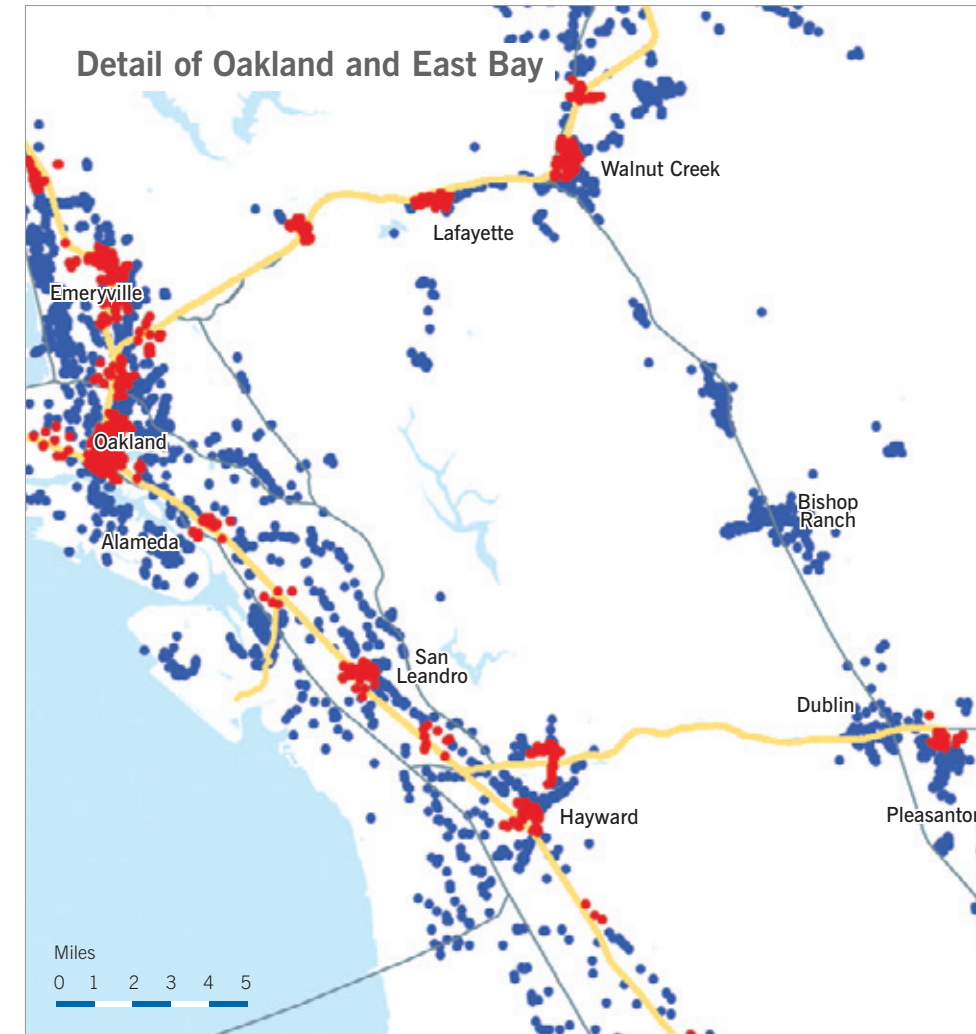 Detail of Oakland and East Bay
Walnut Creek
Lafayette
Emeryville
Oakland
Bishop
Ranch
Alameda
San
Leandro
Dublin
Hayward
Pleasanton
Miles
0 1 2 3 4 5